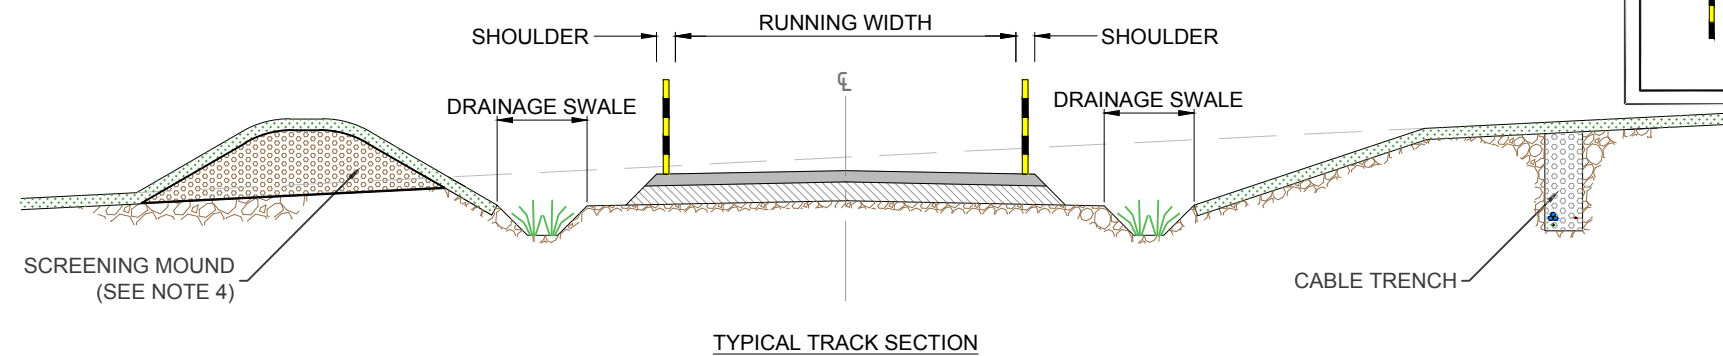 RUNNING WIDTH
SHOULDER
SHOULDER
℄
DRAINAGE SWALE
DRAINAGE SWALE
SCREENING MOUND
(SEE NOTE 4)
CABLE TRENCH
TYPICAL TRACK SECTION